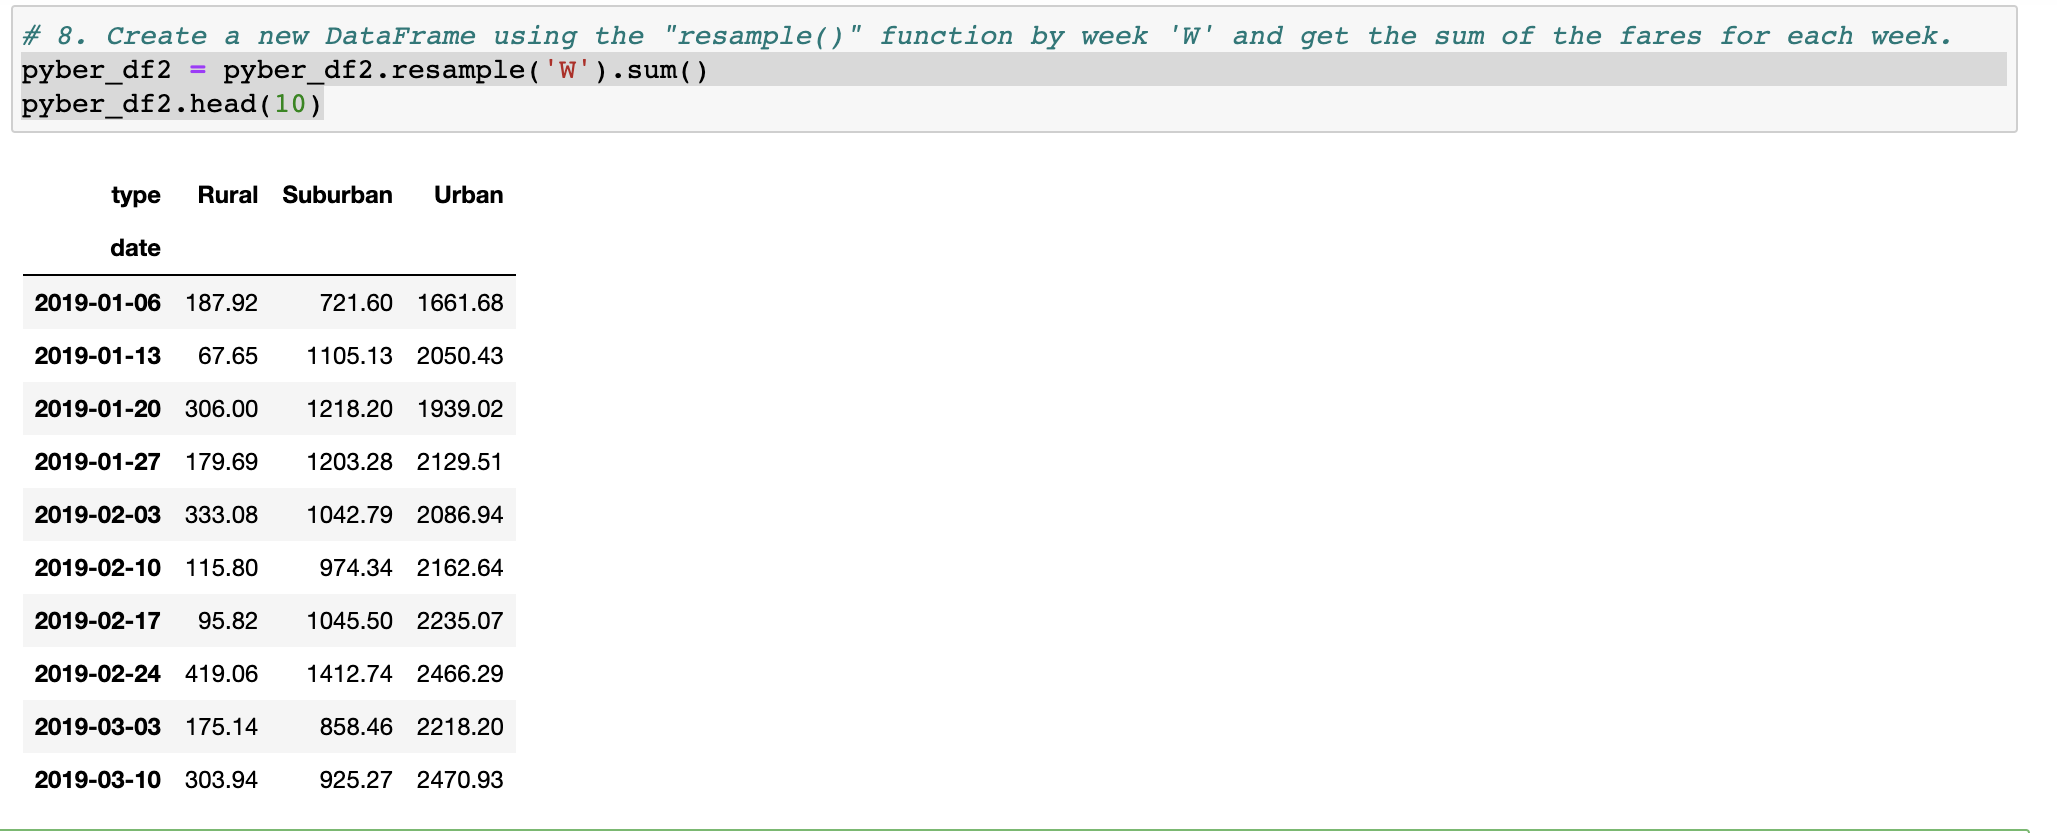 # 8. Create a new DataFrame using the "resample()" function by week 'W' and get the sum of the fares for each week.
pyber_df2 = pyber_df2.resample('W').sum()
pyber_df2.head(10)
type Rural Suburban Urban
date
2019-01-06 187.92 721.60 1661.68
2019-01-13 67.65 1105.13 2050.43
2019-01-20 306.00 1218.20 1939.02
2019-01-27 179.69 1203.28 2129.51
2019-02-03 333.08 1042.79 2086.94
2019-02-10 115.80 974.34 2162.64
2019-02-17 95.82 1045.50 2235.07
2019-02-24 419.06 1412.74 2466.29
2019-03-03 175.14 858.46 2218.20
2019-03-10 303.94 925.27 2470.93